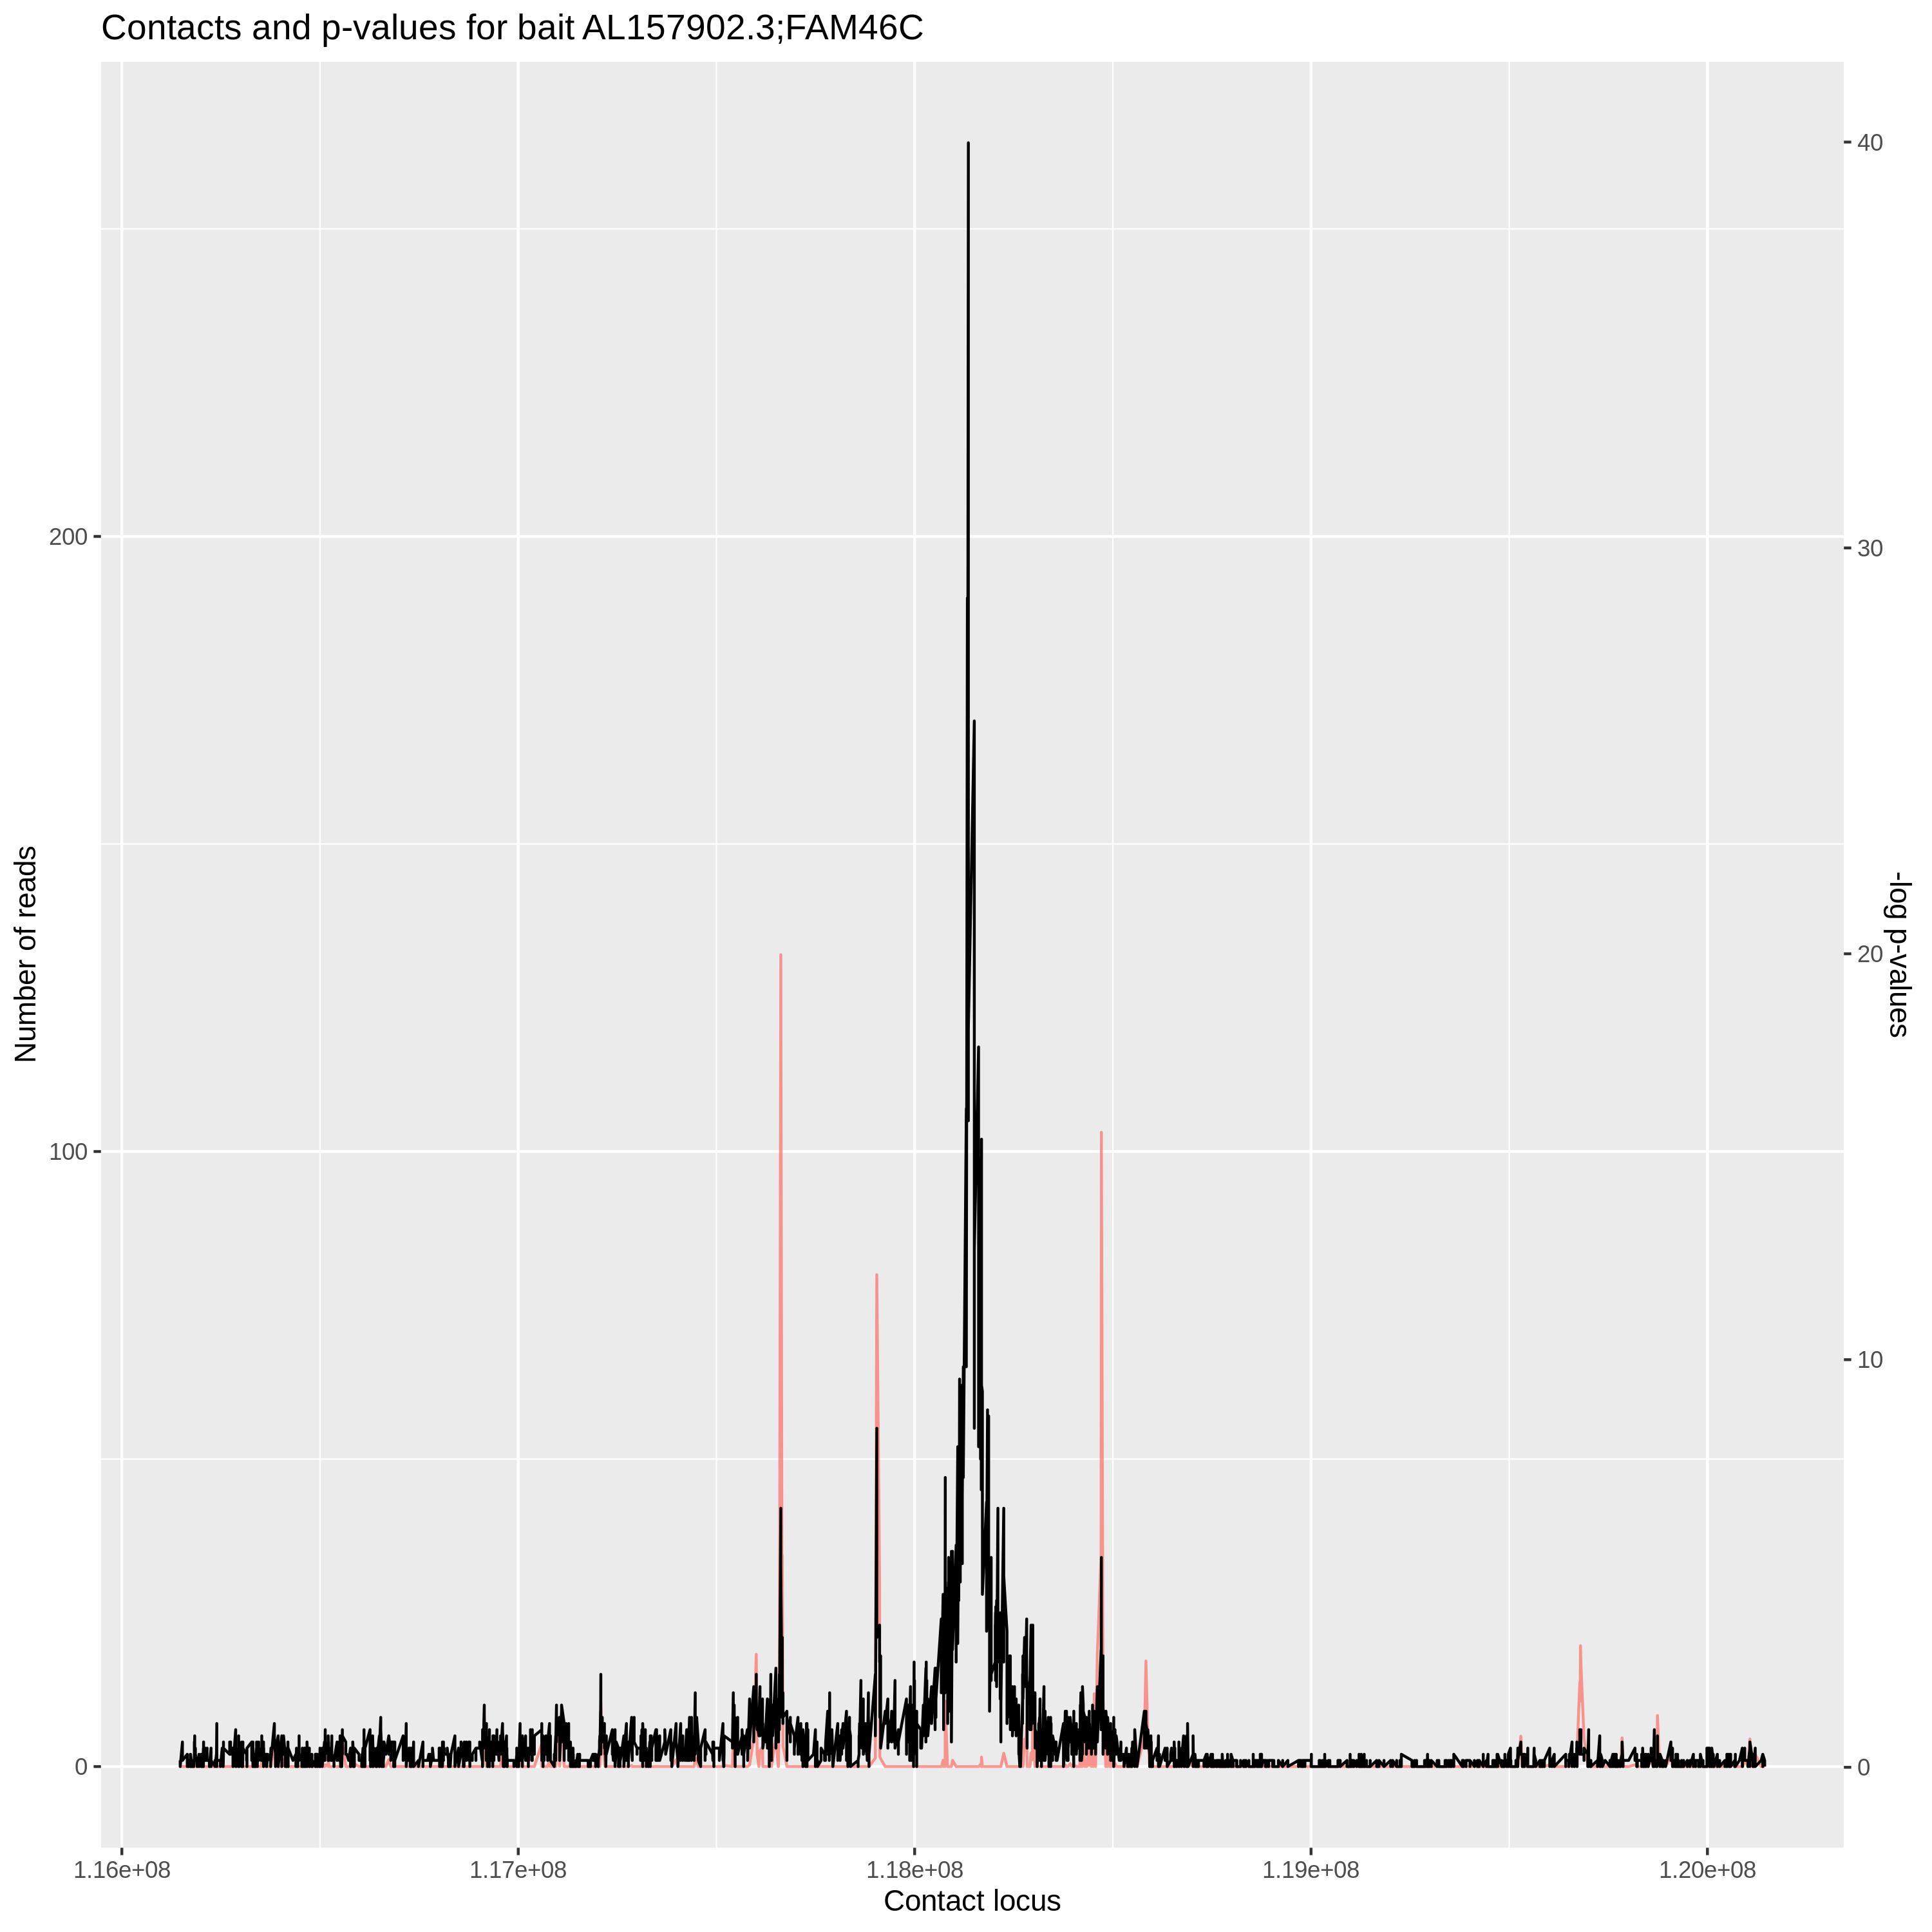 Contacts and p-values for bait AL157902.3;FAM46C
40
200
30
Number of reads
-log p-values
20
100
10
0
0
1.16e+08
1.17e+08
1.18e+08
1.19e+08
1.20e+08
Contact locus